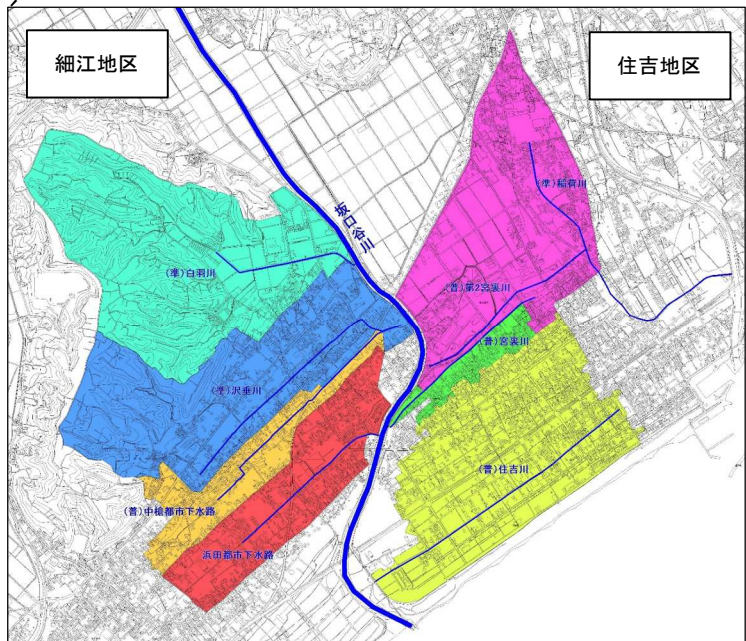 細江地区
住吉地区
坂口谷川
(準)稲荷川
(準)白羽川
(普)第2宮裏川
(普)宮裏川
(準)沢垂川
(普)住吉川
(普)中槍都市下水路
浜田都市下水路